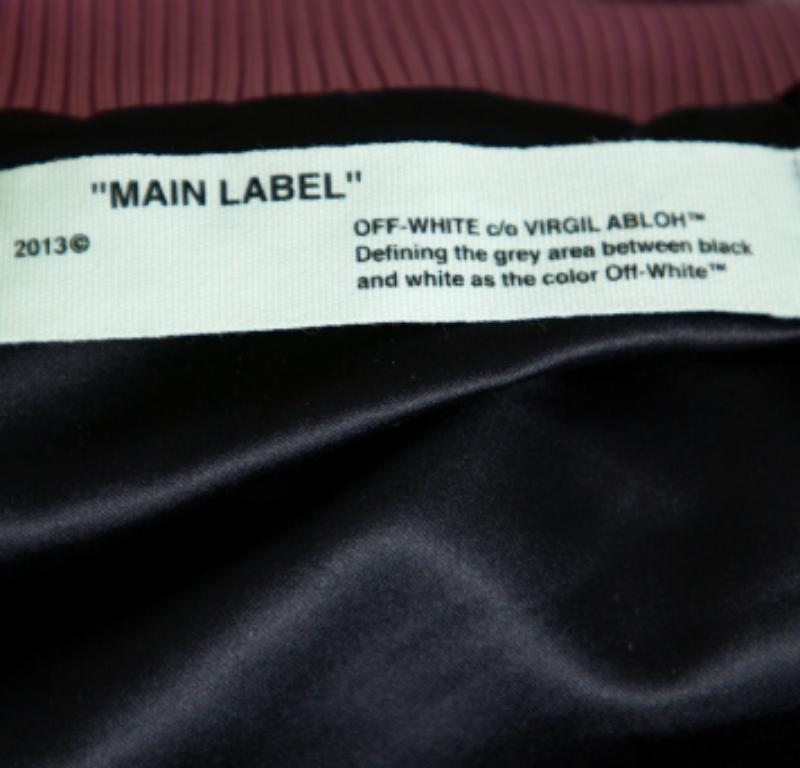 "MAIN LABEL"
2013©
OFF-WHITE c/o VIRGIL ABLOH™
Defining the grey area between black
and white as the color Off-White™